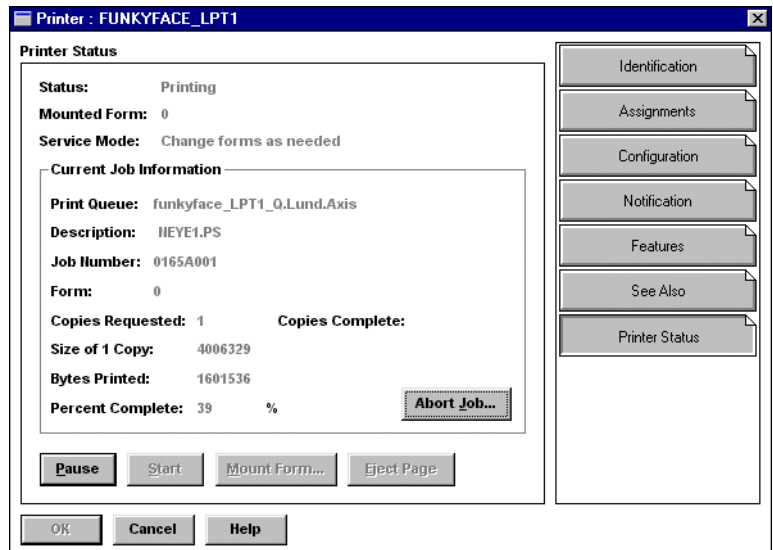 Printer : FUNKYFACE_LPT1
Printer Status
Status: Printing
Mounted Form: 0
Service Mode: Change forms as needed
Current Job Information
Print Queue: funkyface_LPT1_Q.Lund.Axis
Description: NEYE1.PS
Job Number: 0165A001
Form: 0
Copies Requested: 1 Copies Complete:
Size of 1 Copy: 4006329
Bytes Printed: 1601536
Percent Complete: 39 %
Abort Job...
Pause Start Mount Form... Eject Page
OK Cancel Help
Identification
Assignments
Configuration
Notification
Features
See Also
Printer Status